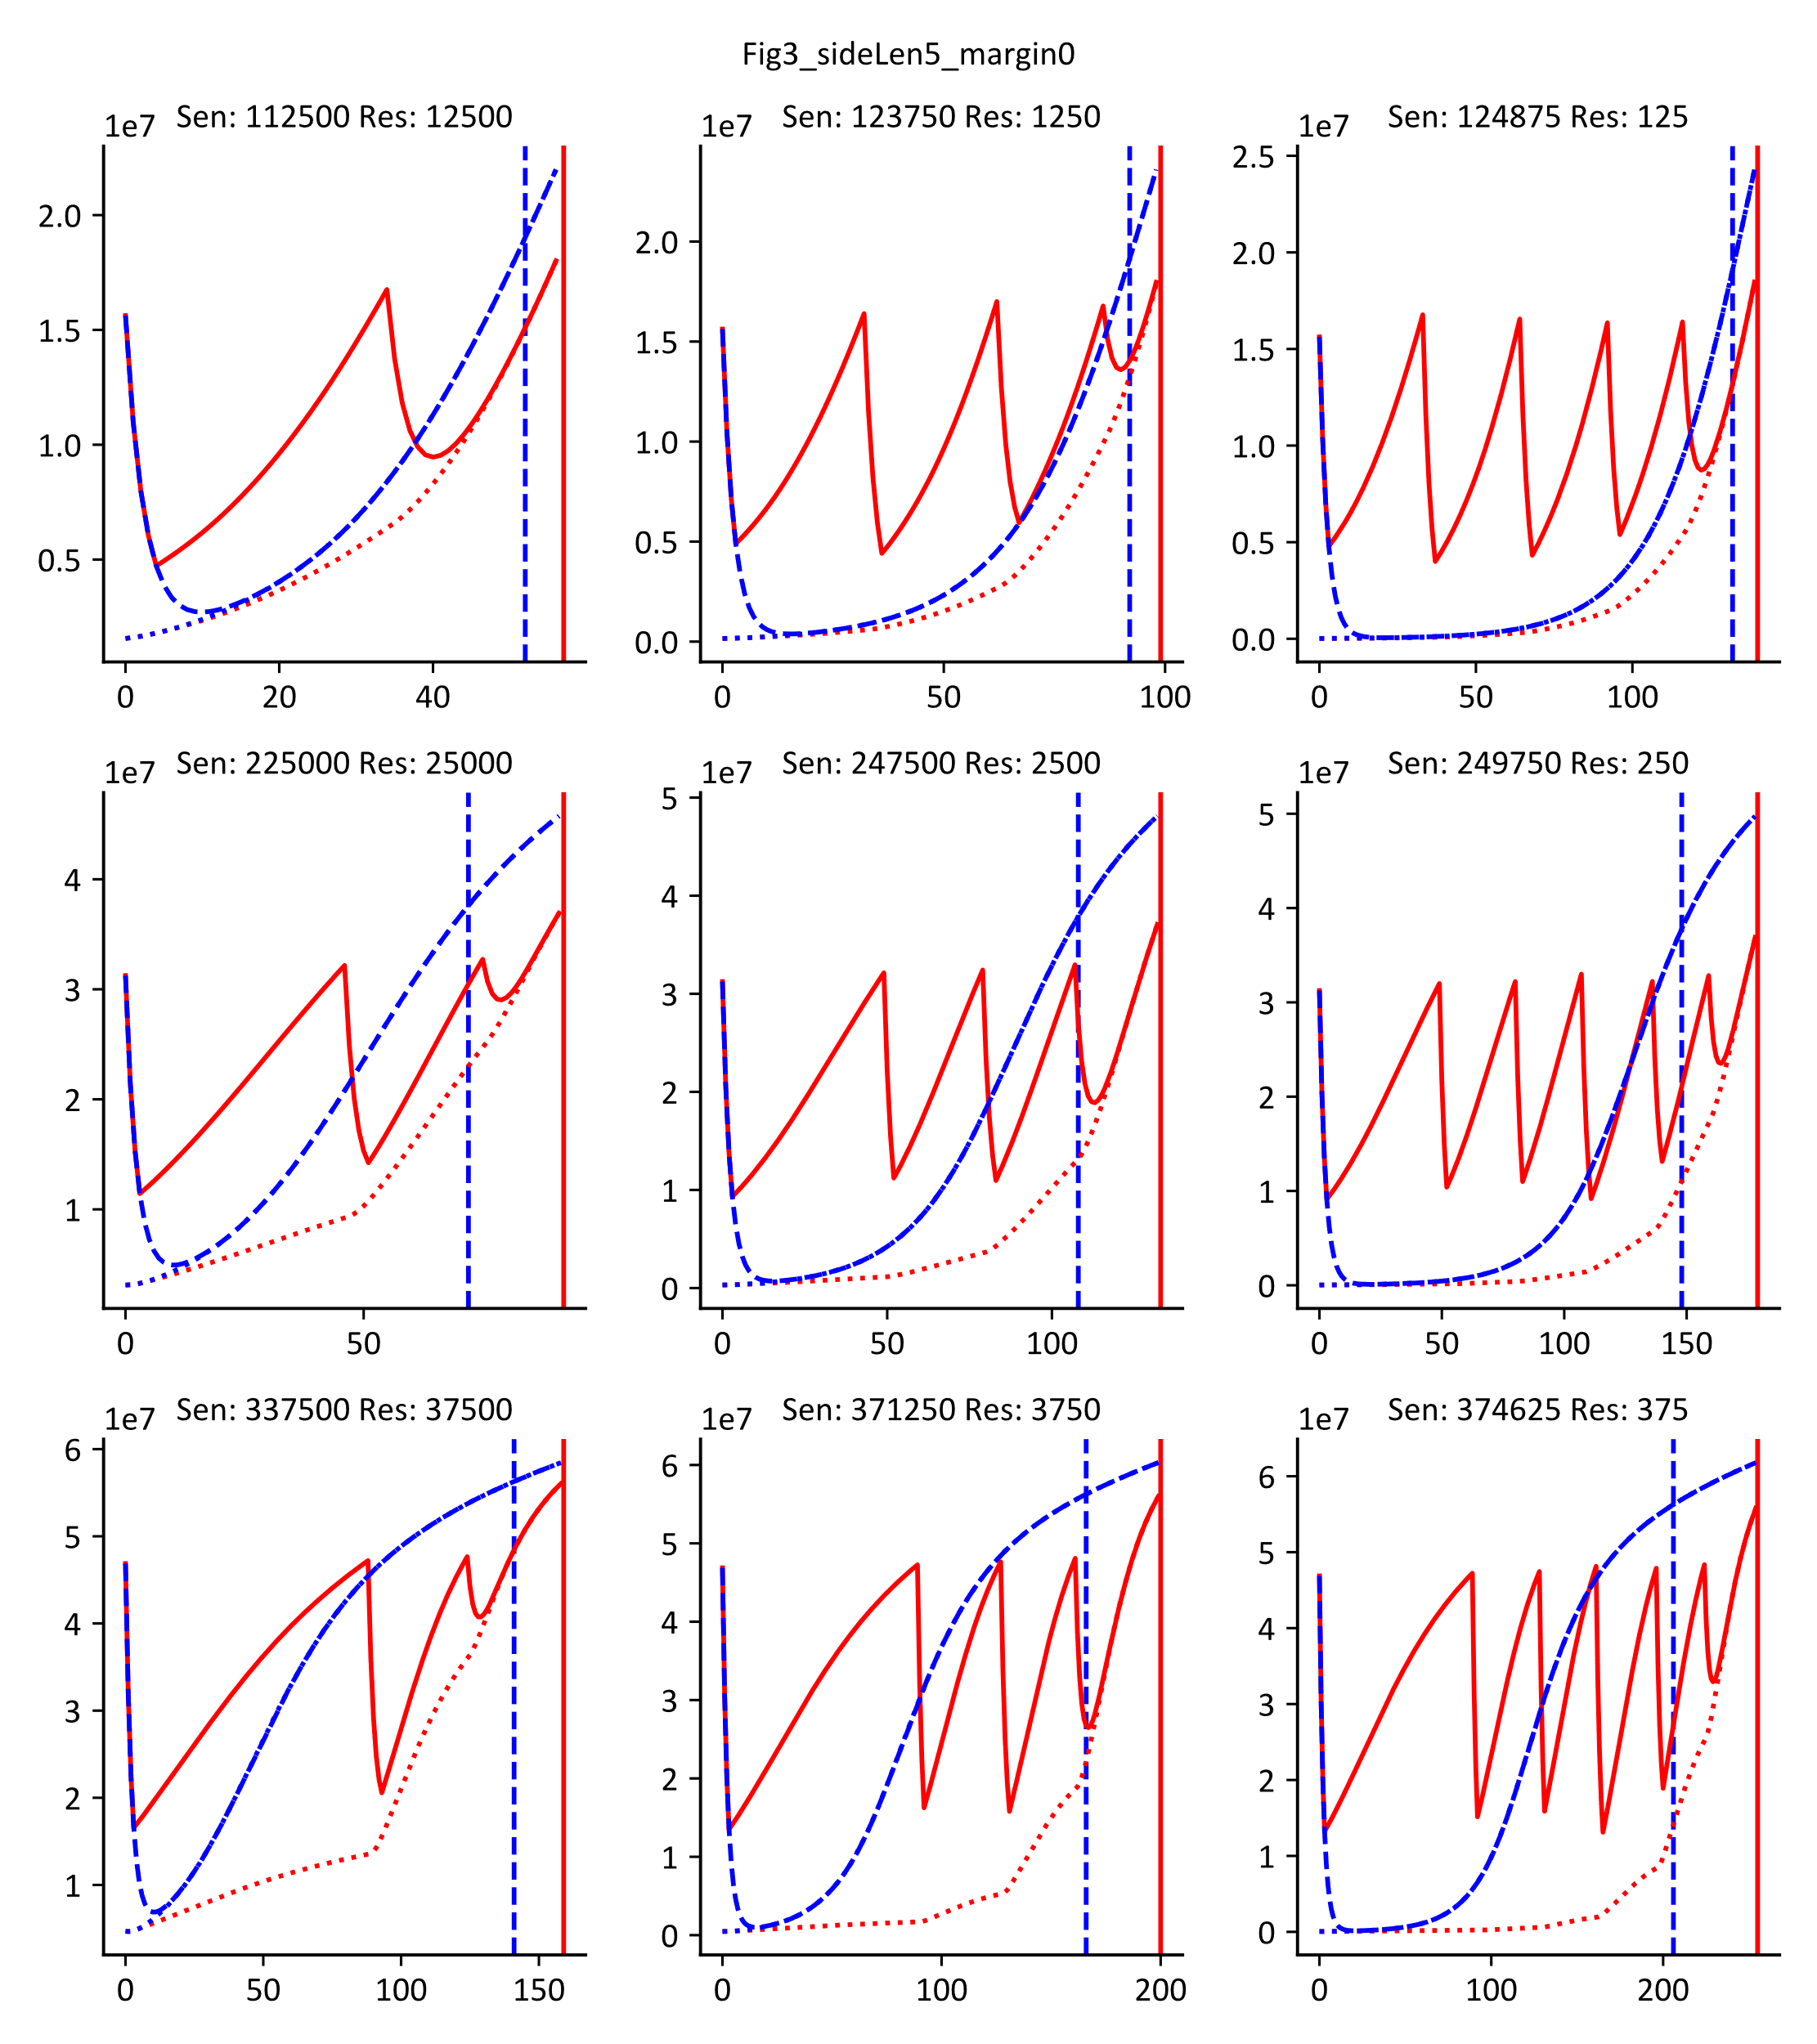 Fig3_sideLen5_margin0
1e7 Sen: 112500 Res: 12500
2.0
1.5
1.0
0.5
0 20 40
1e7 Sen: 123750 Res: 1250
2.0
1.5
1.0
0.5
0.0
0 50 100
1e7 Sen: 124875 Res: 125
2.5
2.0
1.5
1.0
0.5
0.0
0 50 100
1e7 Sen: 225000 Res: 25000
4
3
2
1
0 50
1e7 Sen: 247500 Res: 2500
5
4
3
2
1
0
0 50 100
1e7 Sen: 249750 Res: 250
5
4
3
2
1
0
0 50 100 150
1e7 Sen: 337500 Res: 37500
6
5
4
3
2
1
0 50 100 150
1e7 Sen: 371250 Res: 3750
6
5
4
3
2
1
0
0 100 200
1e7 Sen: 374625 Res: 375
6
5
4
3
2
1
0
0 100 200